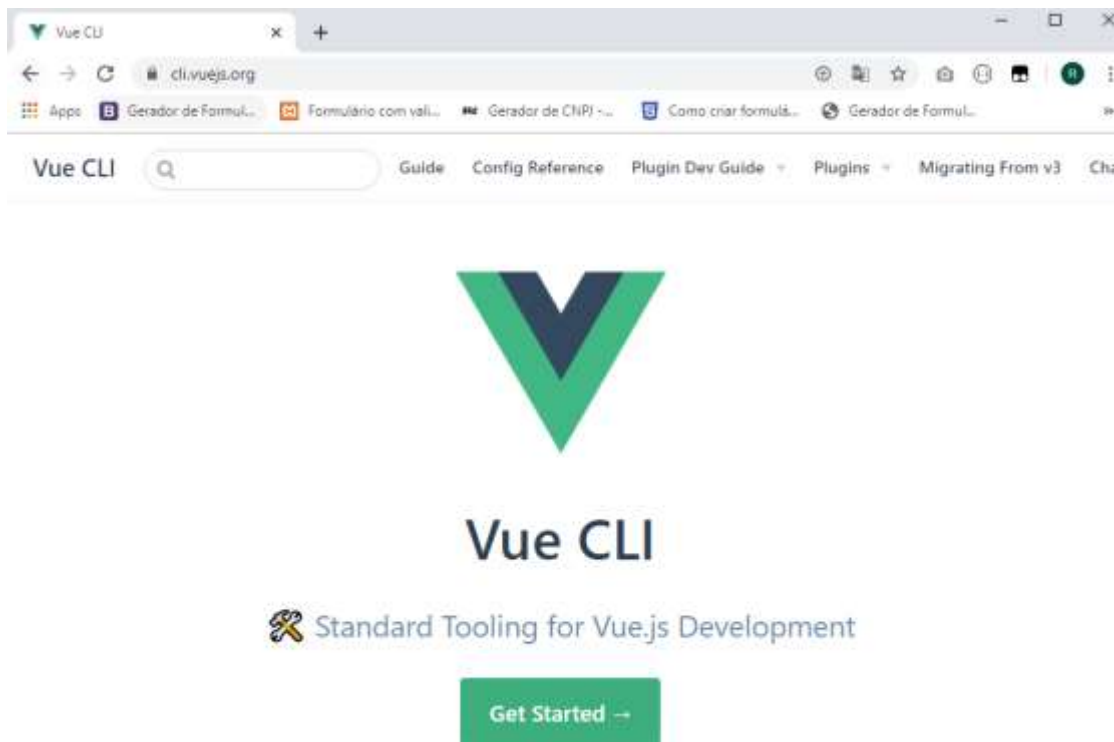 Vue CLI
cli.vuejs.org
Apps Gerador de Formul... Formulário com vali... Gerador de CNPJ -... Como criar formulá... Gerador de Formul...
Vue CLI Guide Config Reference Plugin Dev Guide Plugins Migrating From v3 Cha
Vue CLI
🛠️ Standard Tooling for Vue.js Development
Get Started →